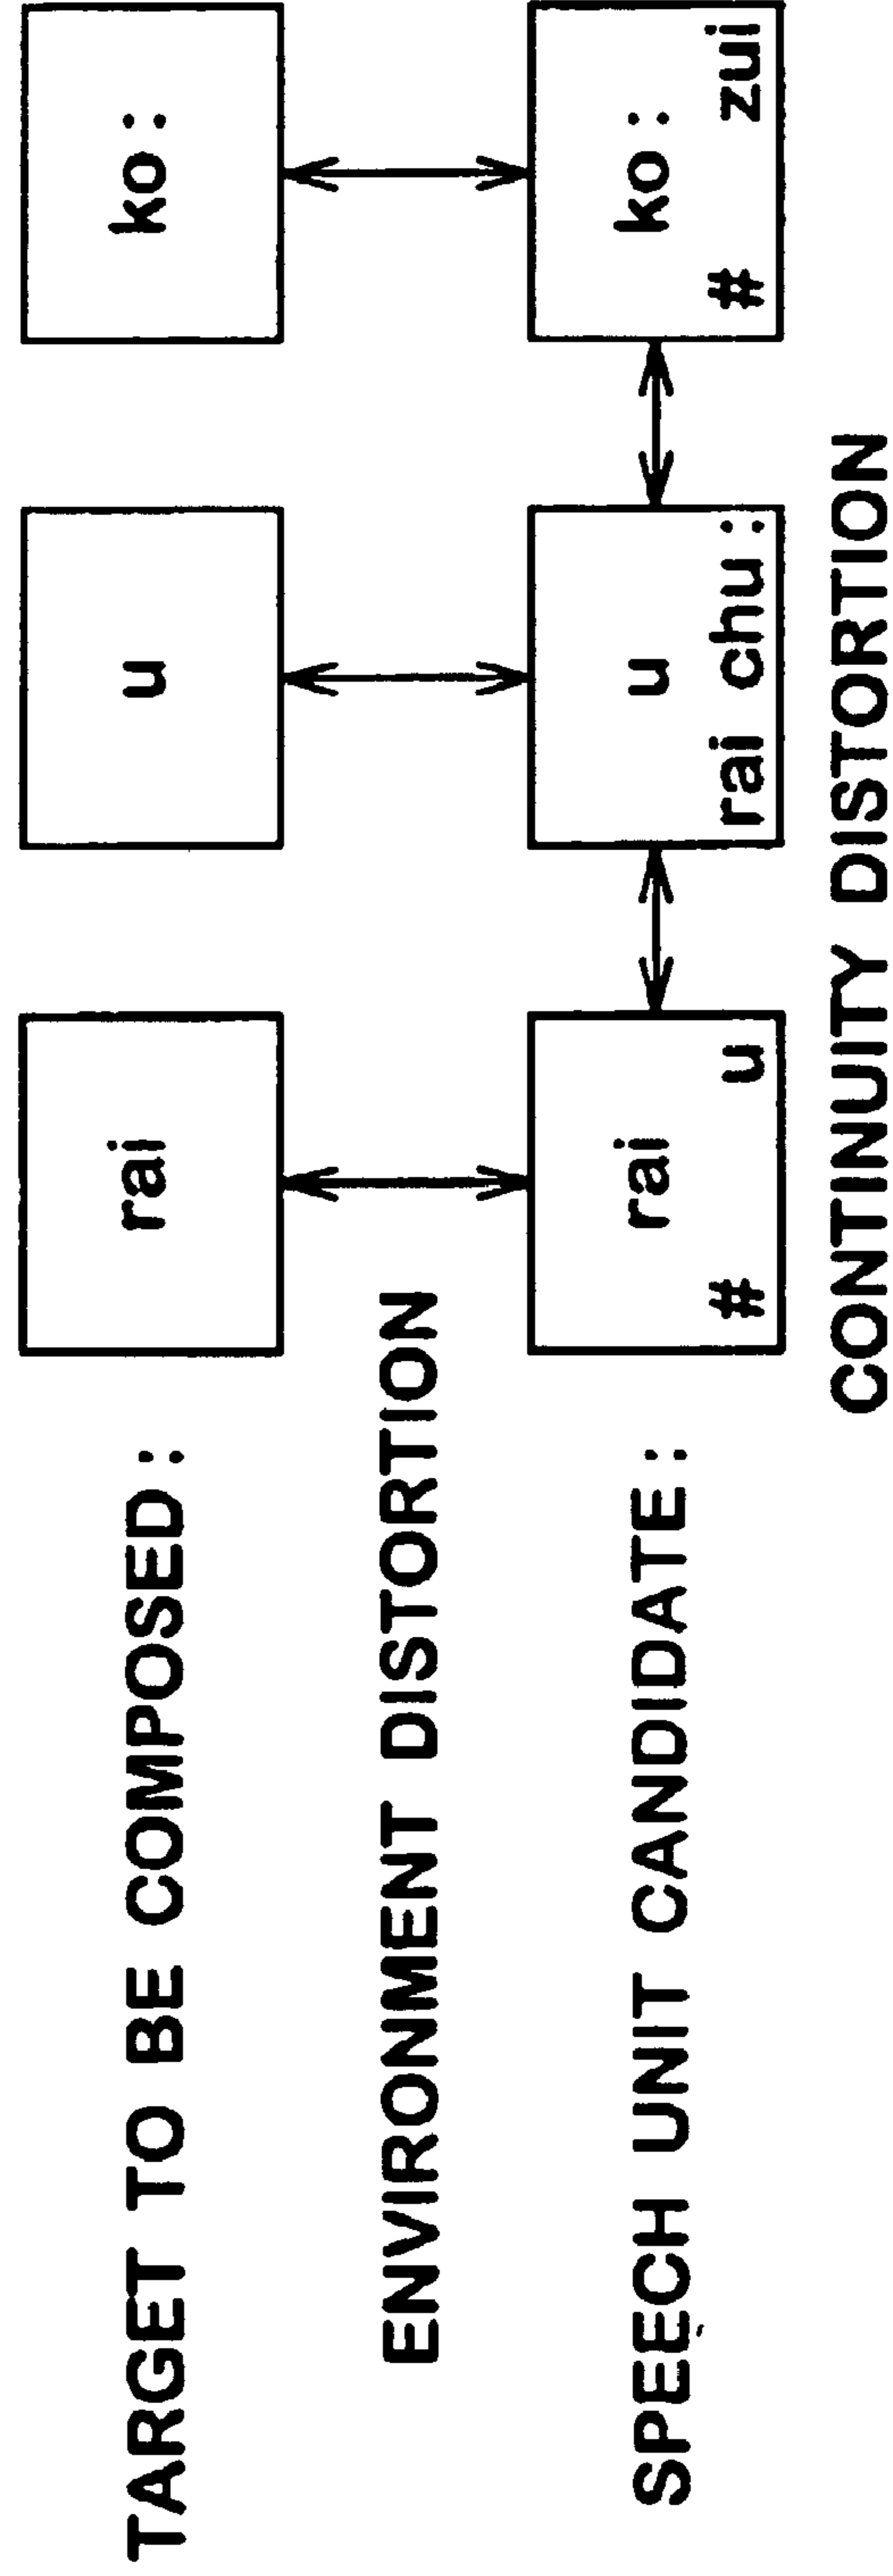 TARGET TO BE COMPOSED: rai u ko:
ENVIRONMENT DISTORTION
SPEECH UNIT CANDIDATE: rai u ko:
# u rai chu: # zui
CONTINUITY DISTORTION